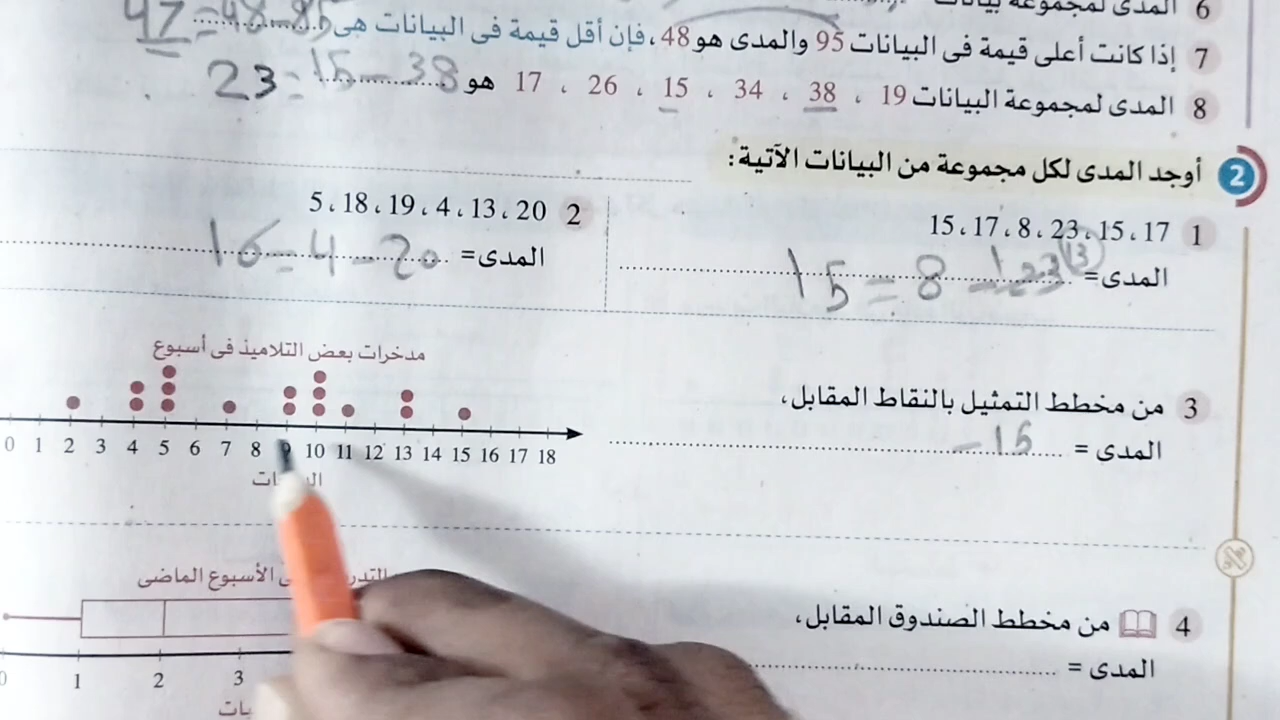 6 المدى لمجموعة بيانات
7 إذا كانت أعلى قيمة فى البيانات 95 والمدى هو 48، فإن أقل قيمة فى البيانات هى 47 = 48 -
8 المدى لمجموعة البيانات 19 ، 38 ، 34 ، 15 ، 26 ، 17 هو 38 - 15 = 23
2 أوجد المدى لكل مجموعة من البيانات الآتية:
1 17 ، 15 ، 23 ، 8 ، 17 ، 15
المدى = 23 - 8 = 15
2 20 ، 13 ، 4 ، 19 ، 18 ، 5
المدى = 20 - 4 = 16
3 من مخطط التمثيل بالنقاط المقابل،
المدى = 15 -
مدخرات بعض التلاميذ فى أسبوع
0 1 2 3 4 5 6 7 8 9 10 11 12 13 14 15 16 17 18
4 من مخطط الصندوق المقابل،
المدى =
الأسبوع الماضى
0 1 2 3